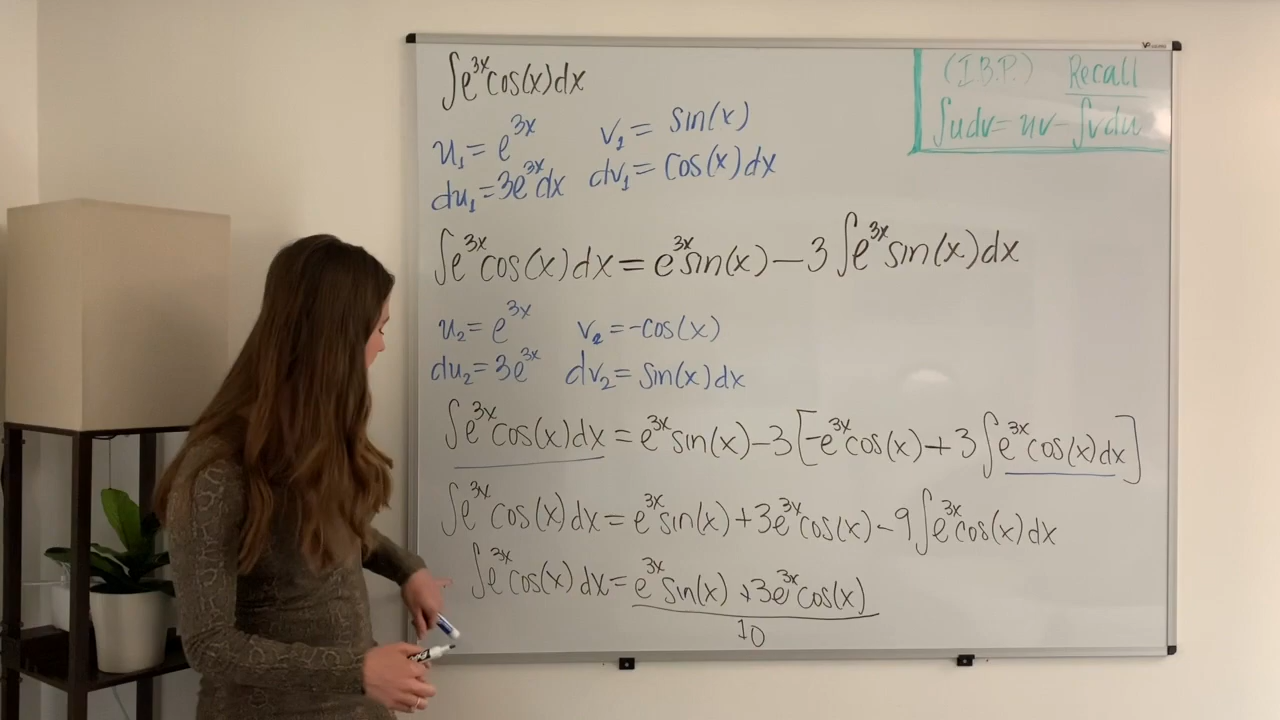 ∫e^{3x}cos(x)dx
(I.B.P.) Recall
∫udv=uv-∫vdu
u₁=e^{3x} v₂= sin(x)
du₁=3e^{3x}dx dv₁= cos(x)dx
∫e^{3x}cos(x)dx=e^{3x}sin(x)-3∫e^{3x}sin(x)dx
u₂=e^{3x} v₂=-cos(x)
du₂=3e^{3x} dv₂= sin(x)dx
∫e^{3x}cos(x)dx = e^{3x}sin(x)-3[-e^{3x}cos(x)+3∫e^{3x}cos(x)dx]
∫e^{3x}cos(x)dx=e^{3x}sin(x)+3e^{3x}cos(x)-9∫e^{3x}cos(x)dx
∫e^{3x}cos(x)dx=e^{3x}sin(x)+3e^{3x}cos(x)
10